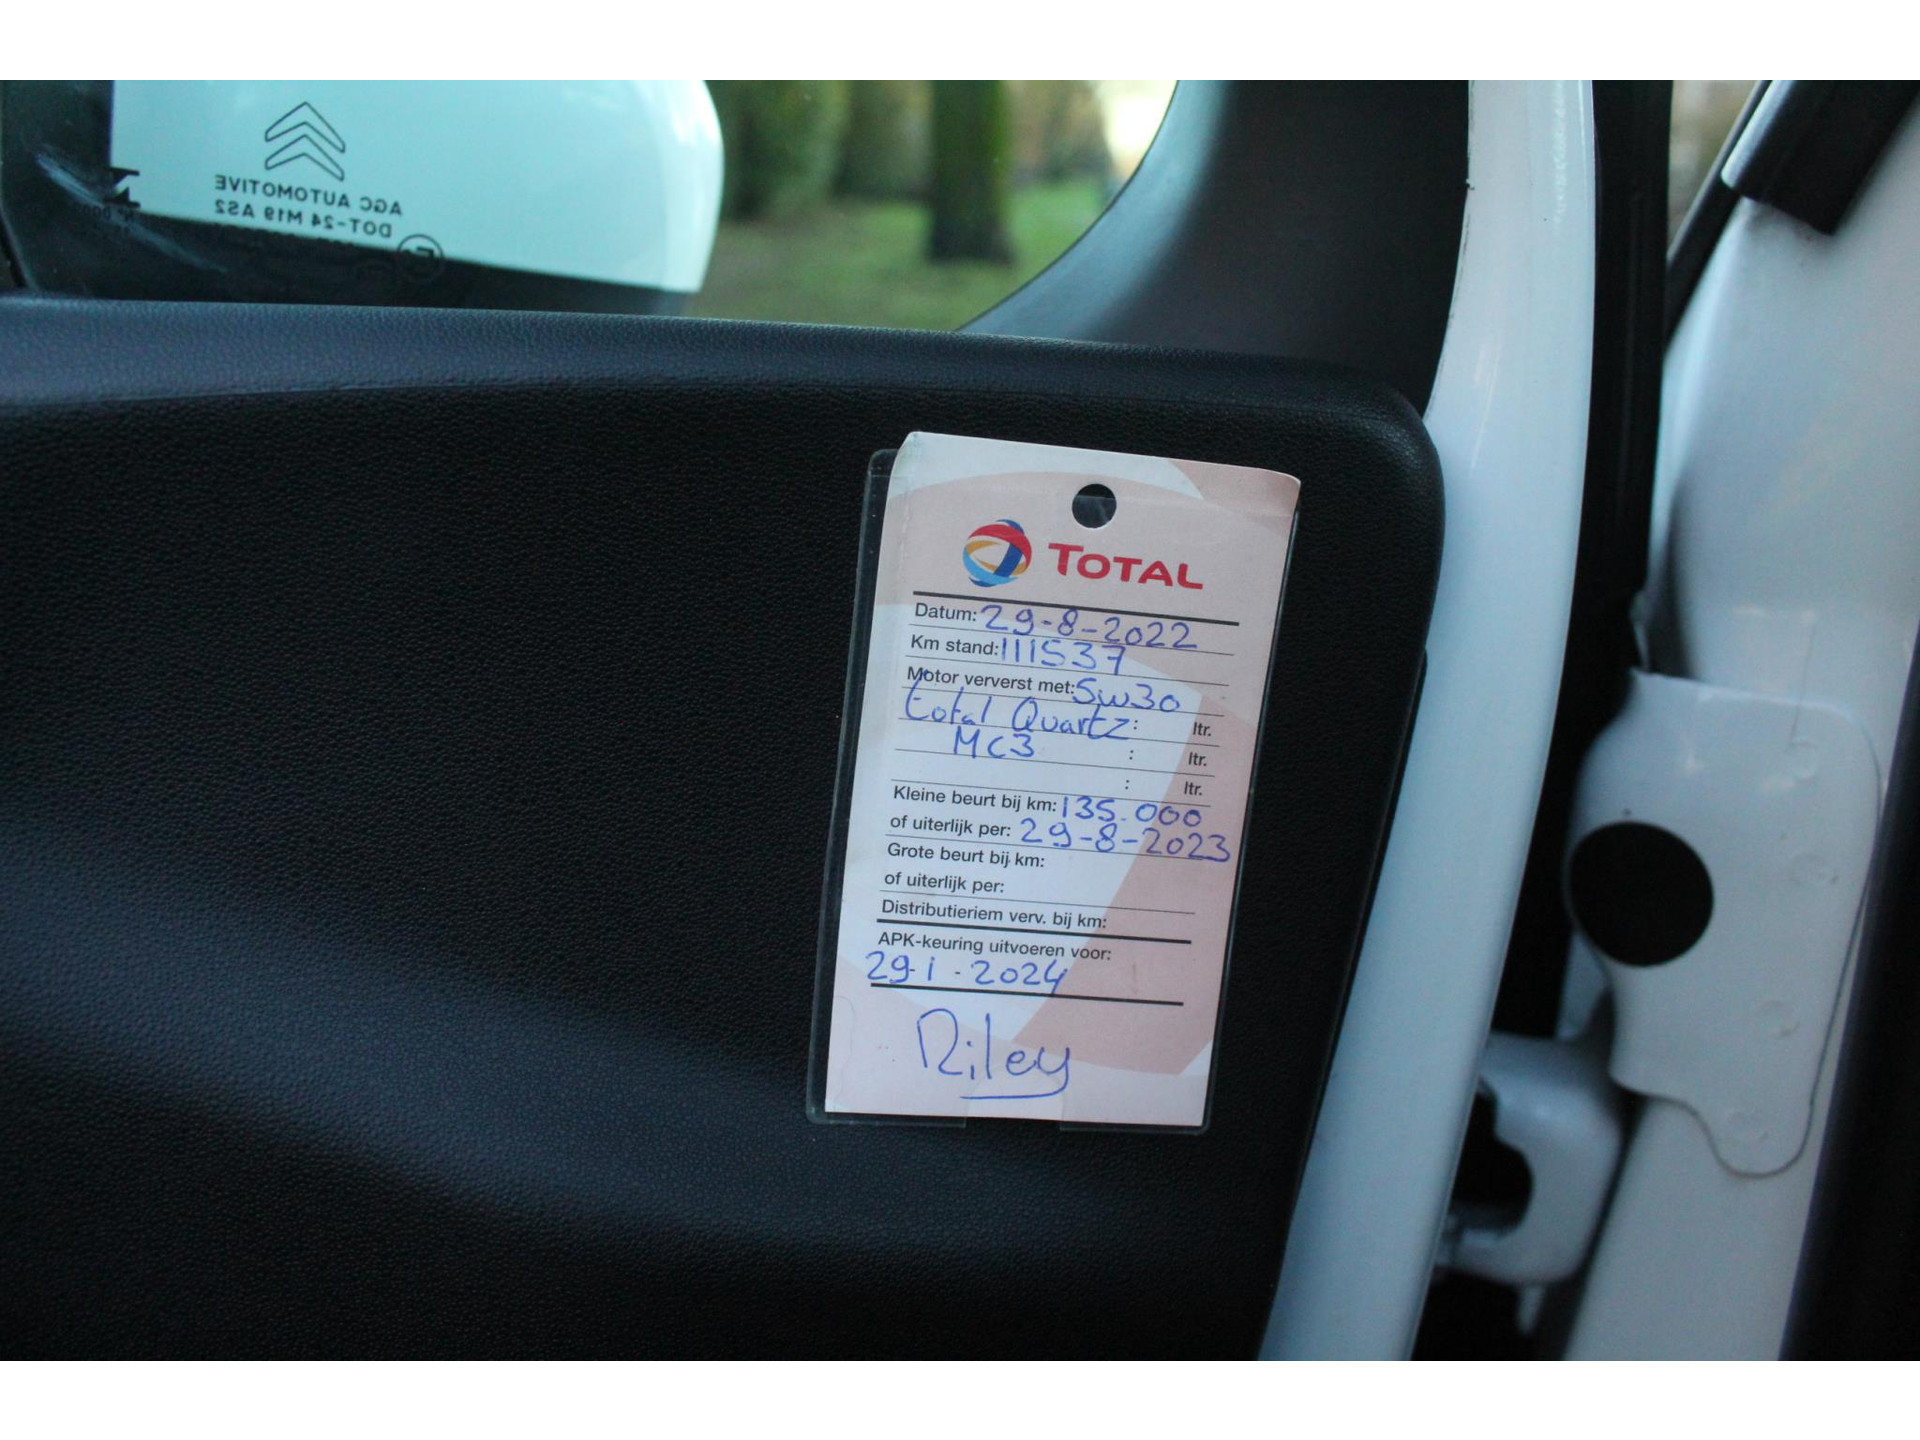 AGC AUTOMOTIVE
DOT-24 M19 AS2
TOTAL
Datum: 29-8-2022
Km stand: 111537
Motor ververst met: 5w30
total Quartz : ltr.
MC3 : ltr.
: ltr.
Kleine beurt bij km: 135.000
of uiterlijk per: 29-8-2023
Grote beurt bij km:
of uiterlijk per:
Distributieriem verv. bij km:
APK-keuring uitvoeren voor:
29-1-2024
Riley